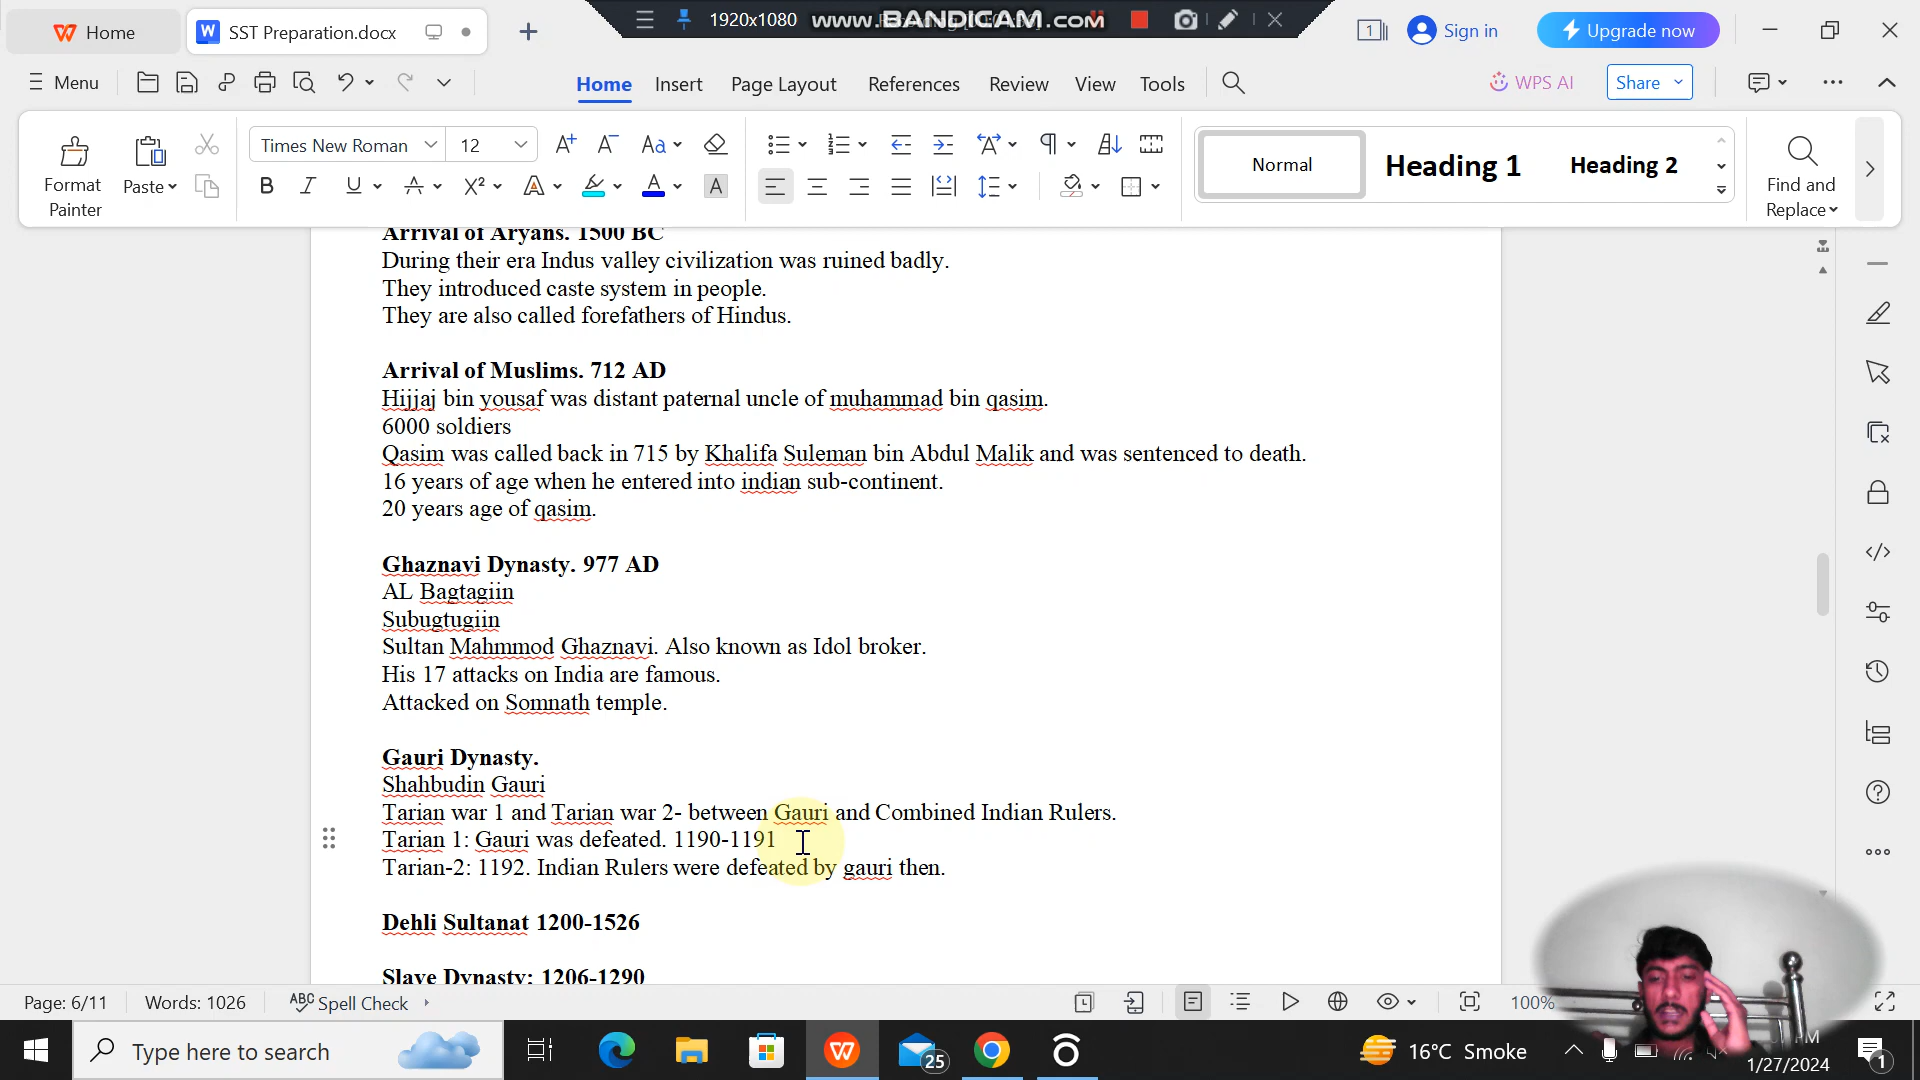 Home
SST Preparation.docx
1920x1080
www.BANDICAM.com
1
Sign in
Upgrade now
Menu
Home
Insert
Page Layout
References
Review
View
Tools
WPS AI
Share
Format
Painter
Paste
Times New Roman
12
Normal
Heading 1
Heading 2
Find and
Replace
Arrival of Aryans. 1500 BC
During their era Indus valley civilization was ruined badly.
They introduced caste system in people.
They are also called forefathers of Hindus.
Arrival of Muslims. 712 AD
Hijjaj bin yousaf was distant paternal uncle of muhammad bin qasim.
6000 soldiers
Qasim was called back in 715 by Khalifa Suleman bin Abdul Malik and was sentenced to death.
16 years of age when he entered into indian sub-continent.
20 years age of qasim.
Ghaznavi Dynasty. 977 AD
AL Bagtagiin
Subugtugiin
Sultan Mahmmod Ghaznavi. Also known as Idol broker.
His 17 attacks on India are famous.
Attacked on Somnath temple.
Gauri Dynasty.
Shahbudin Gauri
Tarian war 1 and Tarian war 2- between Gauri and Combined Indian Rulers.
Tarian 1: Gauri was defeated. 1190-1191
Tarian-2: 1192. Indian Rulers were defeated by gauri then.
Dehli Sultanat 1200-1526
Slave Dynasty: 1206-1290
Page: 6/11
Words: 1026
Spell Check
100%
Type here to search
25
16°C Smoke
1/27/2024
1